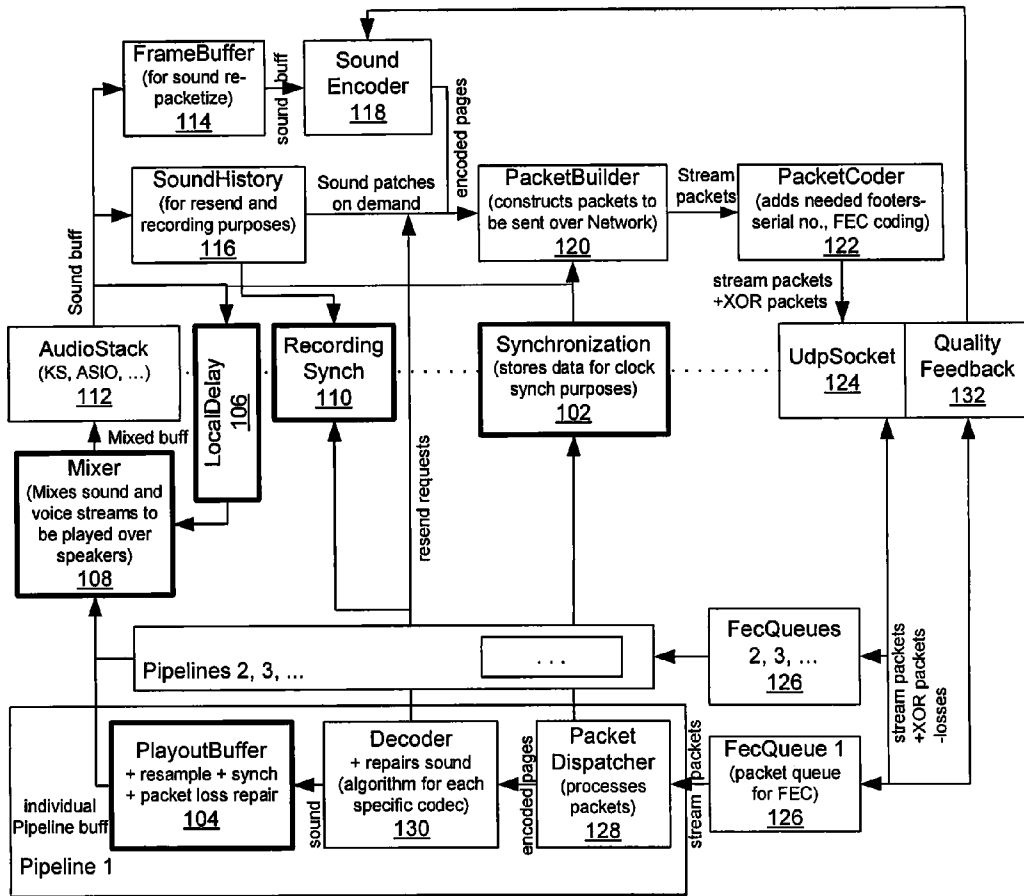 FrameBuffer
(for sound re-
packetize)
114
sound buff
Sound
Encoder
118
encoded pages
SoundHistory
(for resend and
recording purposes)
116
Sound patches
on demand
PacketBuilder
(constructs packets to
be sent over Network)
120
Stream
packets
PacketCoder
(adds needed footers-
serial no., FEC coding)
122
Sound buff
stream packets
+XOR packets
AudioStack
(KS, ASIO, ...)
112
LocalDelay
106
Recording
Synch
110
Synchronization
(stores data for clock
synch purposes)
102
UdpSocket
124
Quality
Feedback
132
Mixed buff
Mixer
(Mixes sound and
voice streams to
be played over
speakers)
108
resend requests
Pipelines 2, 3, ...
...
FecQueues
2, 3, ...
126
stream packets
+XOR packets
-losses
PlayoutBuffer
+ resample + synch
+ packet loss repair
104
individual
Pipeline buff
sound
Decoder
+ repairs sound
(algorithm for each
specific codec)
130
encoded pages
Packet
Dispatcher
(processes
packets)
128
stream packets
FecQueue 1
(packet queue
for FEC)
126
Pipeline 1